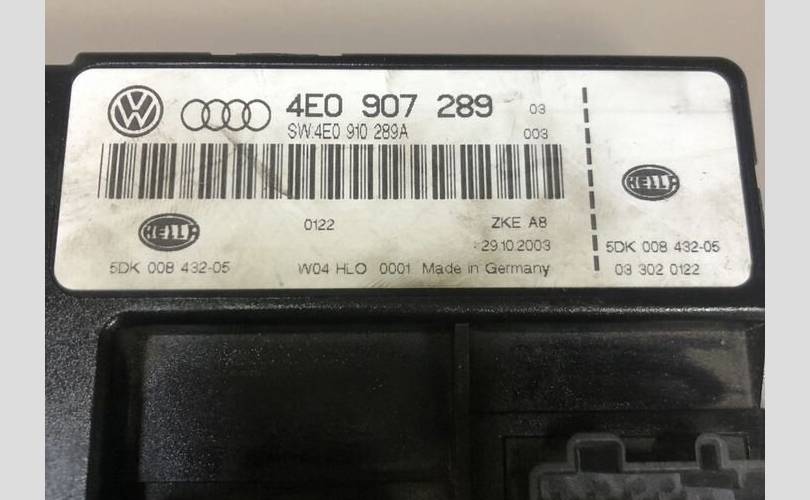 4E0 907 289 03
SW:4E0 910 289A 003
HELLA
0122 ZKE A8
29.10.2003
5DK 008 432-05 W04 HLO 0001 Made in Germany
HELLA
5DK 008 432-05
03 302 0122